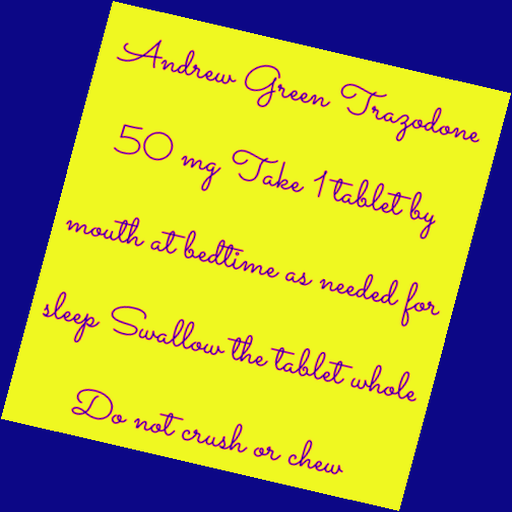 Andrew Green Trazodone
50 mg Take 1 tablet by
mouth at bedtime as needed for
sleep Swallow the tablet whole
Do not crush or chew